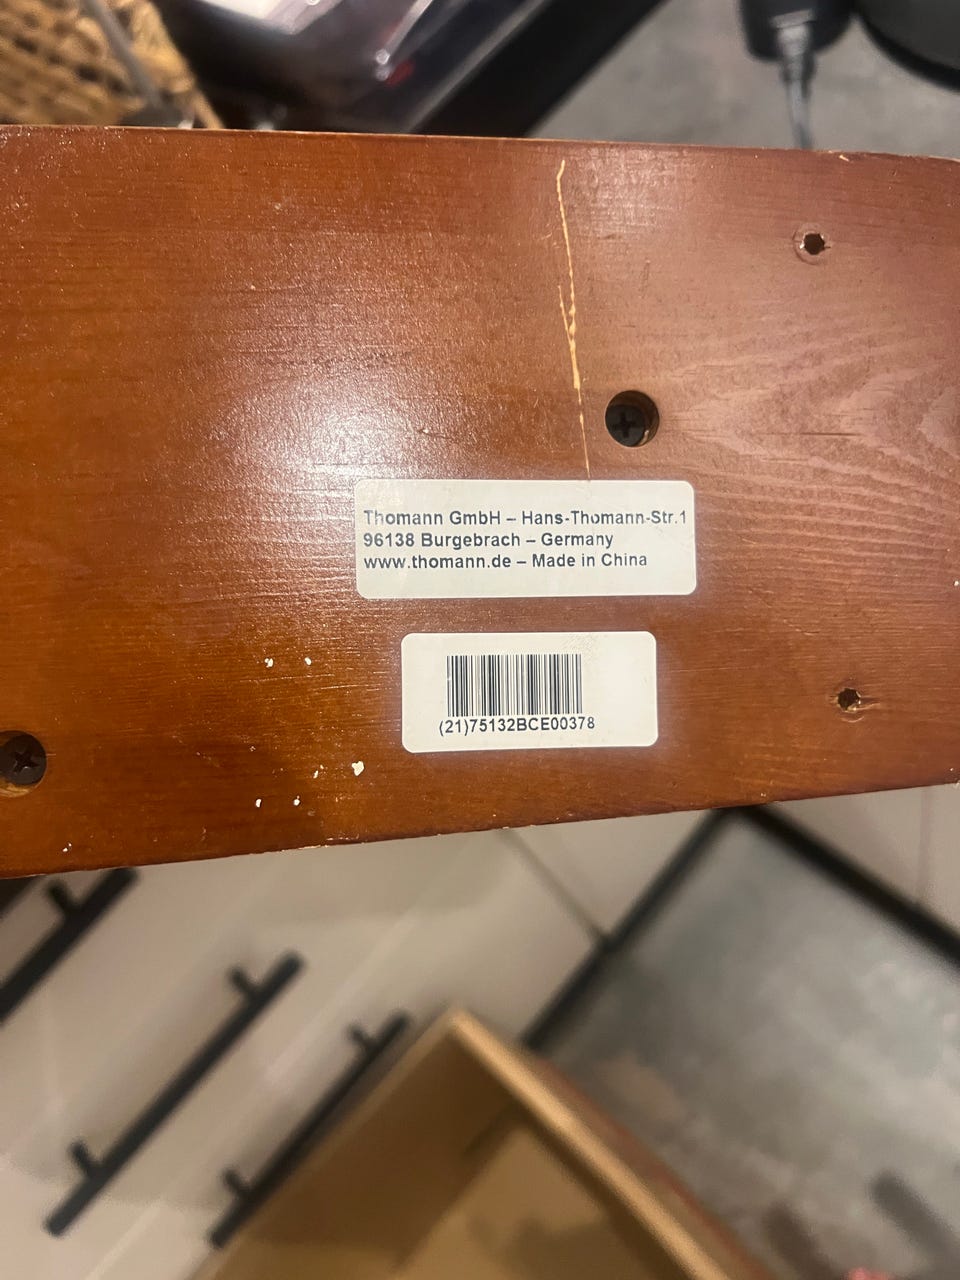 Thomann GmbH – Hans-Thomann-Str.1
96138 Burgebrach – Germany
www.thomann.de – Made in China
(21)75132BCE00378